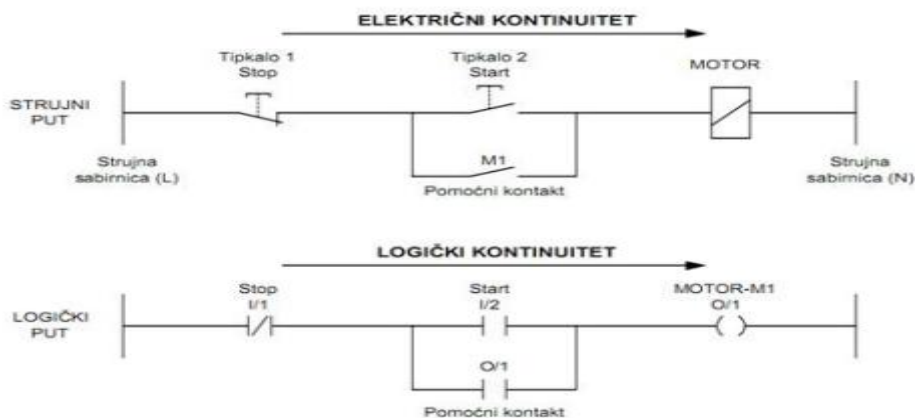 ELEKTRIČNI KONTINUITET
Tipkalo 1
Stop
Tipkalo 2
Start
MOTOR
STRUJNI
PUT
Strujna
sabirnica (L)
M1
Pomoćni kontakt
Strujna
sabirnica (N)
LOGIČKI KONTINUITET
Stop
I/1
Start
I/2
MOTOR-M1
O/1
LOGIČKI
PUT
O/1
Pomoćni kontakt